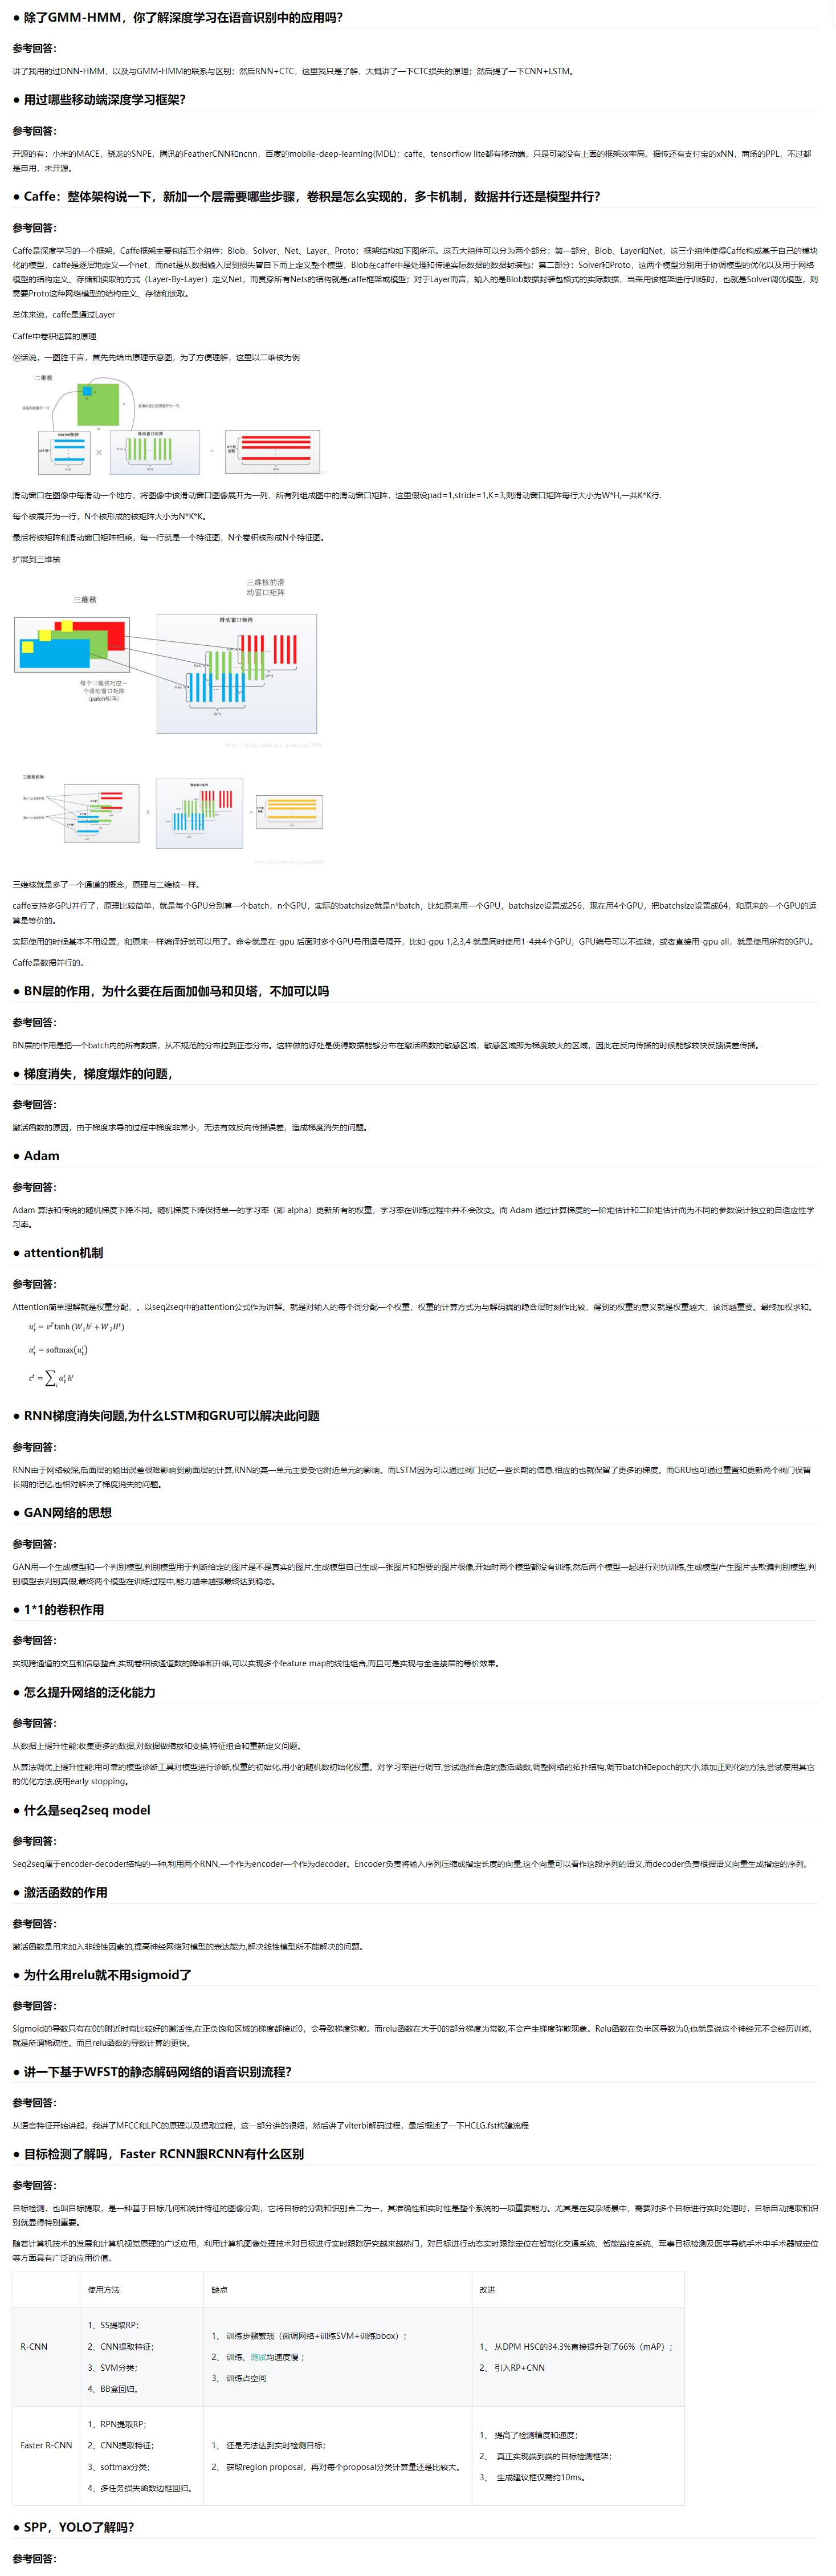 ● 除了GMM-HMM，你了解深度学习在语音识别中的应用吗？
参考回答：
讲了我用的过DNN-HMM，以及与GMM-HMM的联系与区别；然后RNN+CTC，这里我只是了解，大概讲了一下CTC损失的原理；然后提了一下CNN+LSTM。
● 用过哪些移动端深度学习框架？
参考回答：
开源的有：小米的MACE，骁龙的SNPE，腾讯的FeatherCNN和ncnn，百度的mobile-deep-learning(MDL)；caffe、tensorflow lite都有移动端，只是可能没有上面的框架效率高。据传还有支付宝的xNN，商汤的PPL，不过都
是自用，未开源。
● Caffe：整体架构说一下，新加一个层需要哪些步骤，卷积是怎么实现的，多卡机制，数据并行还是模型并行？
参考回答：
Caffe是深度学习的一个框架，Caffe框架主要包括五个组件：Blob、Solver、Net、Layer、Proto；框架结构如下图所示。这五大组件可以分为两个部分：第一部分，Blob、Layer和Net，这三个组件使得Caffe构成基于自己的模块
化的模型，caffe是逐层地定义一个net，而net是从数据输入层到损失曾自下而上定义整个模型，Blob在caffe中是处理和传递实际数据的数据封装包；第二部分：Solver和Proto，这两个模型分别用于协调模型的优化以及用于网络
模型的结构定义、存储和读取的方式（Layer-By-Layer）定义Net，而贯穿所有Nets的结构就是caffe框架或模型；对于Layer而言，输入的是Blob数据封装包格式的实际数据，当采用该框架进行训练时，也就是Solver调优模型，则
需要Proto这种网络模型的结构定义、存储和读取。
总体来说，caffe是通过Layer
Caffe中卷积运算的原理
俗话说，一图胜千言，首先先给出原理示意图，为了方便理解，这里以二维核为例
二维核
kernel矩阵
滑动窗口矩阵
滑动窗口在图像中每滑动一个地方，将图像中该滑动窗口图像展开为一列，所有列组成图中的滑动窗口矩阵，这里假设pad=1,stride=1,K=3,则滑动窗口矩阵每行大小为W*H,一共K*K行.
每个核展开为一行，N个核形成的核矩阵大小为N*K*K。
最后将核矩阵和滑动窗口矩阵相乘，每一行就是一个特征图，N个卷积核形成N个特征图。
扩展到三维核
三维核的滑
动窗口矩阵
三维核
滑动窗口矩阵
每个二维核对应一
个滑动窗口矩阵
（patch矩阵）
W*H
三维核就是多了一个通道的概念，原理与二维核一样。
caffe支持多GPU并行了，原理比较简单，就是每个GPU分别算一个batch，n个GPU，实际的batchsize就是n*batch，比如原来用一个GPU，batchsize设置成256，现在用4个GPU，把batchsize设置成64，和原来的一个GPU的运
算是等价的。
实际使用的时候基本不用设置，和原来一样编译好就可以用了。命令就是在-gpu 后面对多个GPU号用逗号隔开，比如-gpu 1,2,3,4 就是同时使用1-4共4个GPU，GPU编号可以不连续，或者直接用-gpu all，就是使用所有的GPU。
Caffe是数据并行的。
● BN层的作用，为什么要在后面加伽马和贝塔，不加可以吗
参考回答：
BN层的作用是把一个batch内的所有数据，从不规范的分布拉到正态分布。这样做的好处是使得数据能够分布在激活函数的敏感区域，敏感区域即为梯度较大的区域，因此在反向传播的时候能够较快反馈误差传播。
● 梯度消失，梯度爆炸的问题，
参考回答：
激活函数的原因，由于梯度求导的过程中梯度非常小，无法有效反向传播误差，造成梯度消失的问题。
● Adam
参考回答：
Adam 算法和传统的随机梯度下降不同。随机梯度下降保持单一的学习率（即 alpha）更新所有的权重，学习率在训练过程中并不会改变。而 Adam 通过计算梯度的一阶矩估计和二阶矩估计而为不同的参数设计独立的自适应性学
习率。
● attention机制
参考回答：
Attention简单理解就是权重分配，。以seq2seq中的attention公式作为讲解。就是对输入的每个词分配一个权重，权重的计算方式为与解码端的隐含层时刻作比较，得到的权重的意义就是权重越大，该词越重要。最终加权求和。
uᵢᵗ = vᵀtanh (W₁hⁱ + W₂Hᵗ)
αᵢᵗ = softmax(uᵢᵗ)
cᵗ = ∑ᵢ αᵢᵗ hⁱ
● RNN梯度消失问题,为什么LSTM和GRU可以解决此问题
参考回答：
RNN由于网络较深,后面层的输出误差很难影响到前面层的计算,RNN的某一单元主要受它附近单元的影响。而LSTM因为可以通过阀门记忆一些长期的信息,相应的也就保留了更多的梯度。而GRU也可通过重置和更新两个阀门保留
长期的记忆,也相对解决了梯度消失的问题。
● GAN网络的思想
参考回答：
GAN用一个生成模型和一个判别模型,判别模型用于判断给定的图片是不是真实的图片,生成模型自己生成一张图片和想要的图片很像,开始时两个模型都没有训练,然后两个模型一起进行对抗训练,生成模型产生图片去欺骗判别模型,判
别模型去判别真假,最终两个模型在训练过程中,能力越来越强最终达到稳态。
● 1*1的卷积作用
参考回答：
实现跨通道的交互和信息整合,实现卷积核通道数的降维和升维,可以实现多个feature map的线性组合,而且可是实现与全连接层的等价效果。
● 怎么提升网络的泛化能力
参考回答：
从数据上提升性能:收集更多的数据,对数据做缩放和变换,特征组合和重新定义问题。
从算法调优上提升性能:用可靠的模型诊断工具对模型进行诊断,权重的初始化,用小的随机数初始化权重。对学习率进行调节,尝试选择合适的激活函数,调整网络的拓扑结构,调节batch和epoch的大小,添加正则化的方法,尝试使用其它
的优化方法,使用early stopping。
● 什么是seq2seq model
参考回答：
Seq2seq属于encoder-decoder结构的一种,利用两个RNN,一个作为encoder一个作为decoder。Encoder负责将输入序列压缩成指定长度的向量,这个向量可以看作这段序列的语义,而decoder负责根据语义向量生成指定的序列。
● 激活函数的作用
参考回答：
激活函数是用来加入非线性因素的,提高神经网络对模型的表达能力,解决线性模型所不能解决的问题。
● 为什么用relu就不用sigmoid了
参考回答：
Sigmoid的导数只有在0的附近时有比较好的激活性,在正负饱和区域的梯度都接近0，会导致梯度弥散。而relu函数在大于0的部分梯度为常数,不会产生梯度弥散现象。Relu函数在负半区导数为0,也就是说这个神经元不会经历训练,
就是所谓稀疏性。而且relu函数的导数计算的更快。
● 讲一下基于WFST的静态解码网络的语音识别流程？
参考回答：
从语音特征开始讲起，我讲了MFCC和LPC的原理以及提取过程，这一部分讲的很细，然后讲了viterbi解码过程，最后概述了一下HCLG.fst构建流程
● 目标检测了解吗，Faster RCNN跟RCNN有什么区别
参考回答：
目标检测，也叫目标提取，是一种基于目标几何和统计特征的图像分割，它将目标的分割和识别合二为一，其准确性和实时性是整个系统的一项重要能力。尤其是在复杂场景中，需要对多个目标进行实时处理时，目标自动提取和识
别就显得特别重要。
随着计算机技术的发展和计算机视觉原理的广泛应用，利用计算机图像处理技术对目标进行实时跟踪研究越来越热门，对目标进行动态实时跟踪定位在智能化交通系统、智能监控系统、军事目标检测及医学导航手术中手术器械定位
等方面具有广泛的应用价值。
使用方法 缺点 改进
R-CNN
1、SS提取RP；
2、CNN提取特征；
3、SVM分类；
4、BB盒回归。
1、 训练步骤繁琐（微调网络+训练SVM+训练bbox）；
2、 训练、测试均速度慢 ；
3、 训练占空间
1、 从DPM HSC的34.3%直接提升到了66%（mAP）；
2、 引入RP+CNN
Faster R-CNN
1、RPN提取RP；
2、CNN提取特征；
3、softmax分类；
4、多任务损失函数边框回归。
1、 还是无法达到实时检测目标；
2、 获取region proposal，再对每个proposal分类计算量还是比较大。
1、 提高了检测精度和速度；
2、 真正实现端到端的目标检测框架；
3、 生成建议框仅需约10ms。
● SPP，YOLO了解吗？
参考回答：